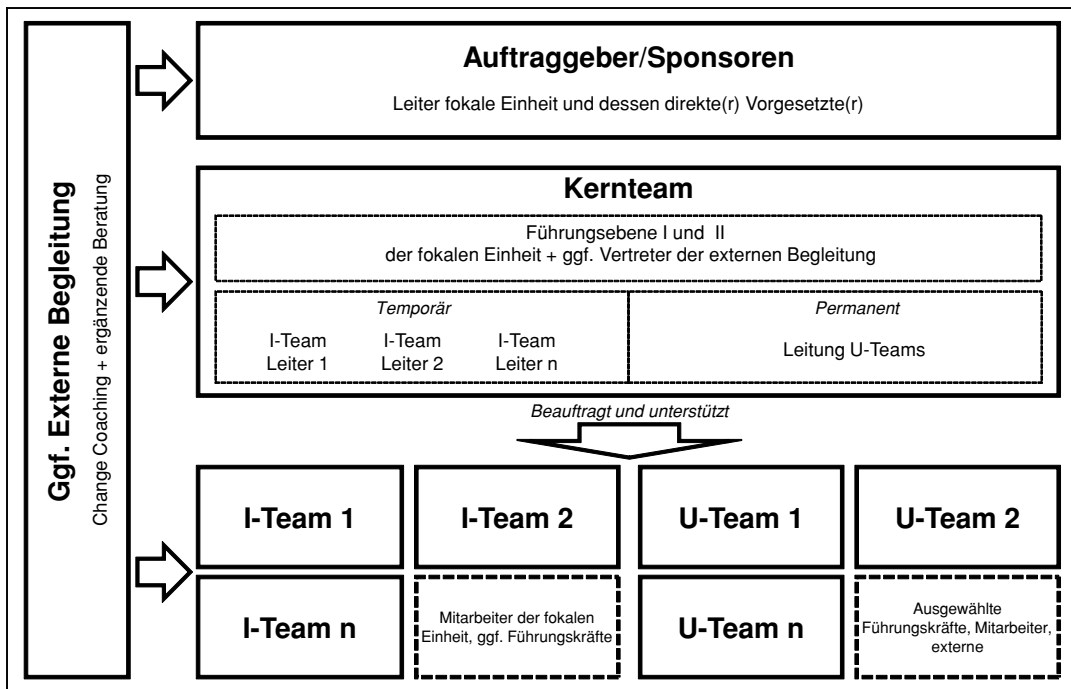 Ggf. Externe Begleitung
Change Coaching + ergänzende Beratung
Auftraggeber/Sponsoren
Leiter fokale Einheit und dessen direkte(r) Vorgesetzte(r)
Kernteam
Führungsebene I und II
der fokalen Einheit + ggf. Vertreter der externen Begleitung
Temporär
I-Team
Leiter 1
I-Team
Leiter 2
I-Team
Leiter n
Permanent
Leitung U-Teams
Beauftragt und unterstützt
I-Team 1
I-Team 2
U-Team 1
U-Team 2
I-Team n
Mitarbeiter der fokalen
Einheit, ggf. Führungskräfte
U-Team n
Ausgewählte
Führungskräfte, Mitarbeiter,
externe